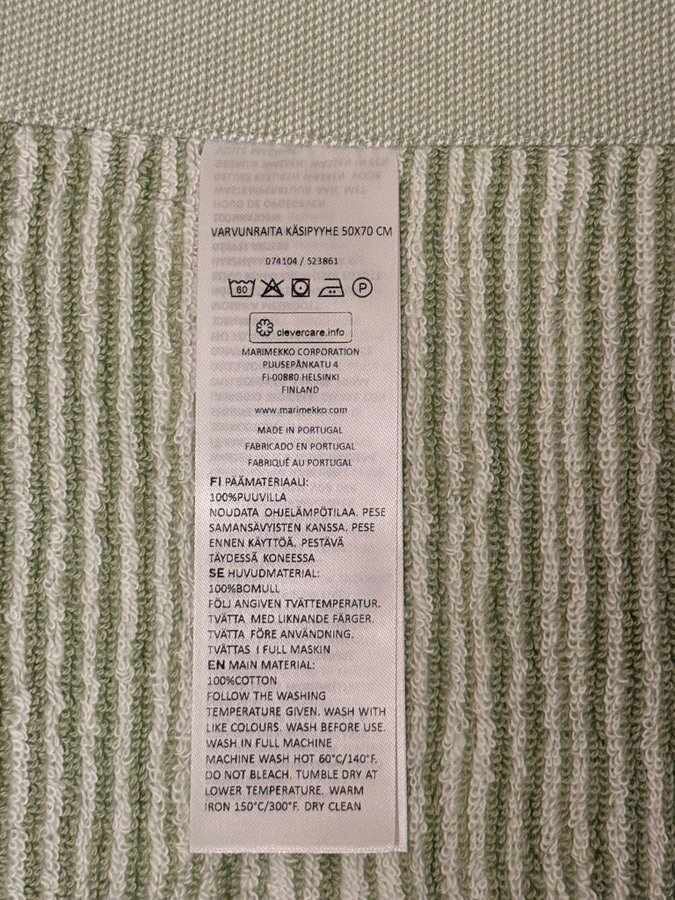 VARVUNRAITA KÄSIPYYHE 50X70 CM
074104 / 523861
60 P
clevercare.info
MARIMEKKO CORPORATION
PUUSEPÄNKATU 4
FI-00880 HELSINKI
FINLAND
www.marimekko.com
MADE IN PORTUGAL
FABRICADO EN PORTUGAL
FABRIQUÉ AU PORTUGAL
FI PÄÄMATERIAALI:
100%PUUVILLA
NOUDATA OHJELÄMPÖTILAA. PESE
SAMANSÄVYISTEN KANSSA. PESE
ENNEN KÄYTTÖÄ. PESTÄVÄ
TÄYDESSÄ KONEESSA
SE HUVUDMATERIAL:
100%BOMULL
FÖLJ ANGIVEN TVÄTTEMPERATUR.
TVÄTTA MED LIKNANDE FÄRGER.
TVÄTTA FÖRE ANVÄNDNING.
TVÄTTAS I FULL MASKIN
EN MAIN MATERIAL:
100%COTTON
FOLLOW THE WASHING
TEMPERATURE GIVEN. WASH WITH
LIKE COLOURS. WASH BEFORE USE.
WASH IN FULL MACHINE
MACHINE WASH HOT 60°C/140°F.
DO NOT BLEACH. TUMBLE DRY AT
LOWER TEMPERATURE. WARM
IRON 150°C/300°F. DRY CLEAN